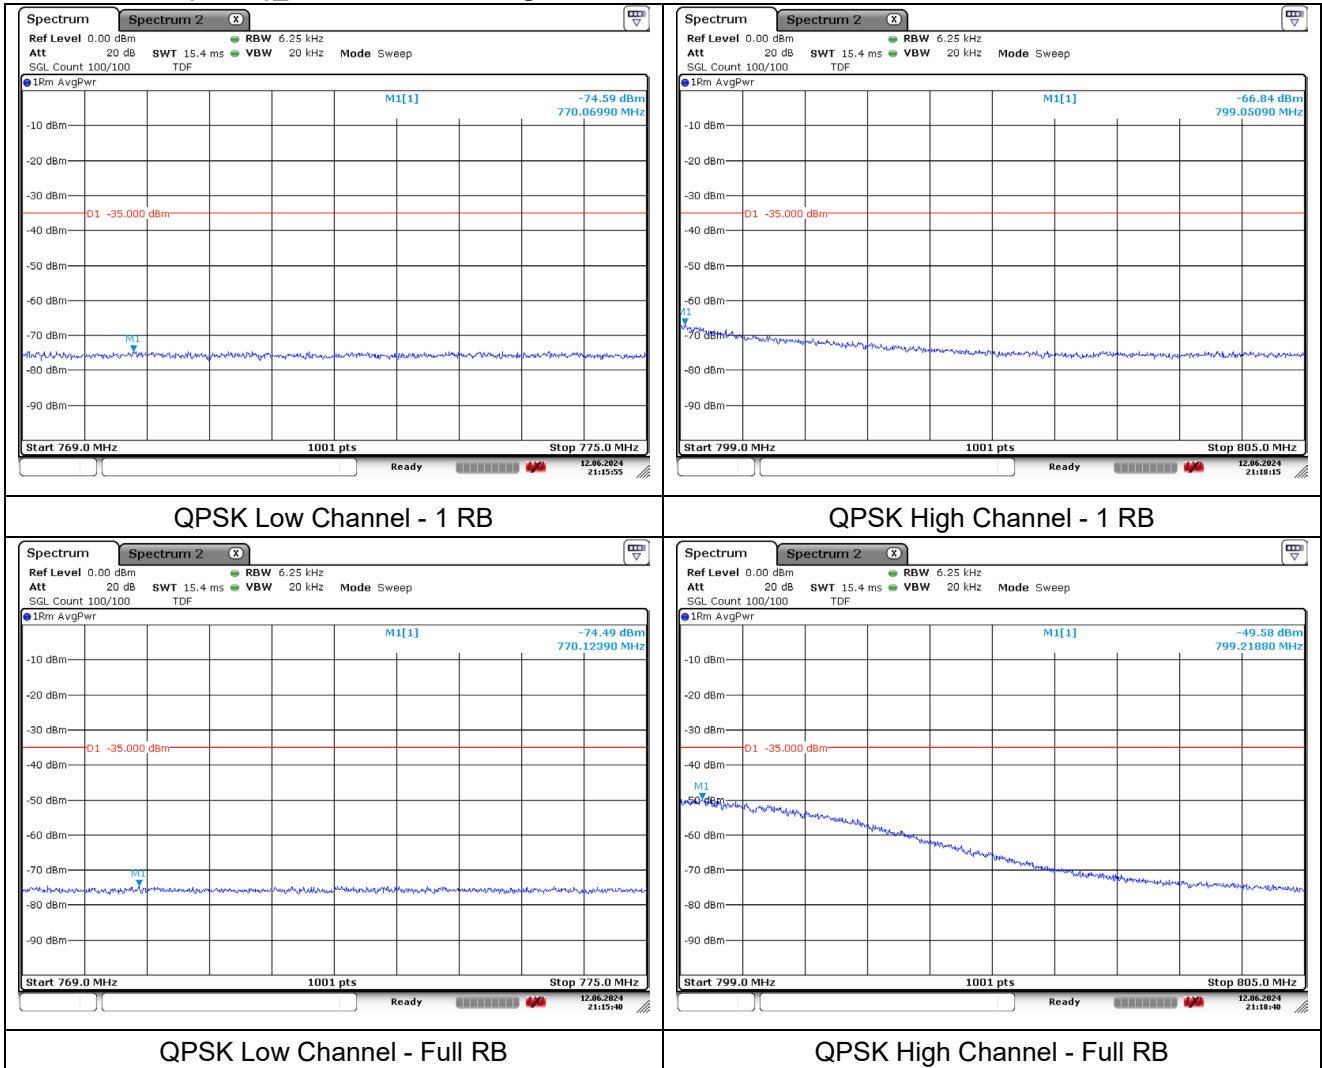 Spectrum Spectrum 2 X
Ref Level 0.00 dBm RBW 6.25 kHz
Att 20 dB SWT 15.4 ms VBW 20 kHz Mode Sweep
SGL Count 100/100 TDF
1Rm AvgPwr
M1[1] -74.59 dBm
770.06990 MHz
-10 dBm
-20 dBm
-30 dBm
D1 -35.000 dBm
-40 dBm
-50 dBm
-60 dBm
-70 dBm
M1
-80 dBm
-90 dBm
Start 769.0 MHz 1001 pts Stop 775.0 MHz
Ready 12.06.2024
21:15:55
QPSK Low Channel - 1 RB
Spectrum Spectrum 2 X
Ref Level 0.00 dBm RBW 6.25 kHz
Att 20 dB SWT 15.4 ms VBW 20 kHz Mode Sweep
SGL Count 100/100 TDF
1Rm AvgPwr
M1[1] -66.84 dBm
799.05090 MHz
-10 dBm
-20 dBm
-30 dBm
D1 -35.000 dBm
-40 dBm
-50 dBm
-60 dBm
M1
-70 dBm
-80 dBm
-90 dBm
Start 799.0 MHz 1001 pts Stop 805.0 MHz
Ready 12.06.2024
21:18:15
QPSK High Channel - 1 RB
Spectrum Spectrum 2 X
Ref Level 0.00 dBm RBW 6.25 kHz
Att 20 dB SWT 15.4 ms VBW 20 kHz Mode Sweep
SGL Count 100/100 TDF
1Rm AvgPwr
M1[1] -74.49 dBm
770.12390 MHz
-10 dBm
-20 dBm
-30 dBm
D1 -35.000 dBm
-40 dBm
-50 dBm
-60 dBm
-70 dBm
M1
-80 dBm
-90 dBm
Start 769.0 MHz 1001 pts Stop 775.0 MHz
Ready 12.06.2024
21:15:40
QPSK Low Channel - Full RB
Spectrum Spectrum 2 X
Ref Level 0.00 dBm RBW 6.25 kHz
Att 20 dB SWT 15.4 ms VBW 20 kHz Mode Sweep
SGL Count 100/100 TDF
1Rm AvgPwr
M1[1] -49.58 dBm
799.21880 MHz
-10 dBm
-20 dBm
-30 dBm
D1 -35.000 dBm
-40 dBm
M1
-50 dBm
-60 dBm
-70 dBm
-80 dBm
-90 dBm
Start 799.0 MHz 1001 pts Stop 805.0 MHz
Ready 12.06.2024
21:18:40
QPSK High Channel - Full RB